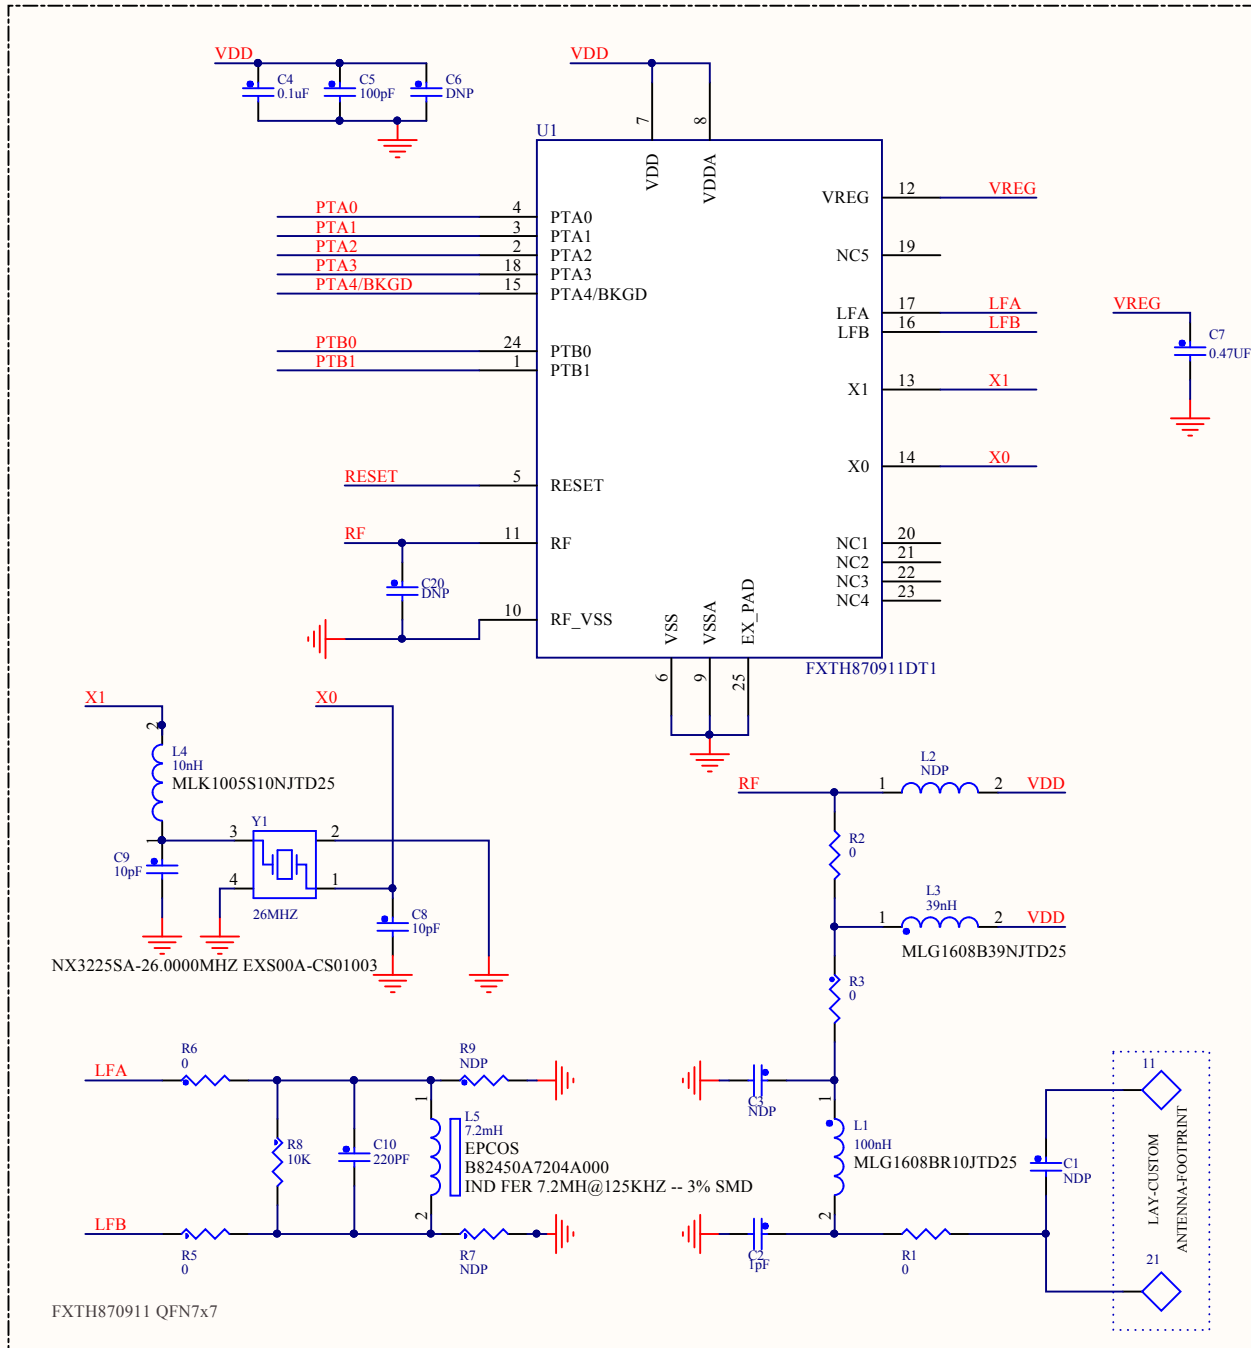 VDD
C4
0.1uF
C5
100pF
C6
DNP
VDD
7
8
U1
VDD
VDDA
PTA0
4
PTA0
PTA1
3
PTA1
PTA2
2
PTA2
PTA3
18
PTA3
PTA4/BKGD
15
PTA4/BKGD
PTB0
24
PTB0
PTB1
1
PTB1
RESET
5
RESET
RF
11
RF
C20
DNP
10
RF_VSS
VREG
12
VREG
NC5
19
LFA
17
LFA
LFB
16
LFB
X1
13
X1
X0
14
X0
NC1
20
NC2
21
NC3
22
NC4
23
VSS
VSSA
EX_PAD
6
9
25
FXTH870911DT1
VREG
C7
0.47UF
X1
X0
2
L4
10nH
MLK1005S10NJTD25
1
C9
10pF
Y1
3
2
4
1
26MHZ
C8
10pF
NX3225SA-26.0000MHZ EXS00A-CS01003
RF
L2
NDP
1
2
VDD
R2
0
L3
39nH
1
2
VDD
MLG1608B39NJTD25
R3
0
LFA
R6
0
R9
NDP
R8
10K
C10
220PF
1
L5
7.2mH
EPCOS
B82450A7204A000
IND FER 7.2MH@125KHZ -- 3% SMD
2
LFB
R5
0
R7
NDP
C3
NDP
1
L1
100nH
MLG1608BR10JTD25
2
C2
1pF
R1
0
C1
NDP
11
21
LAY-CUSTOM
ANTENNA-FOOTPRINT
FXTH870911 QFN7x7